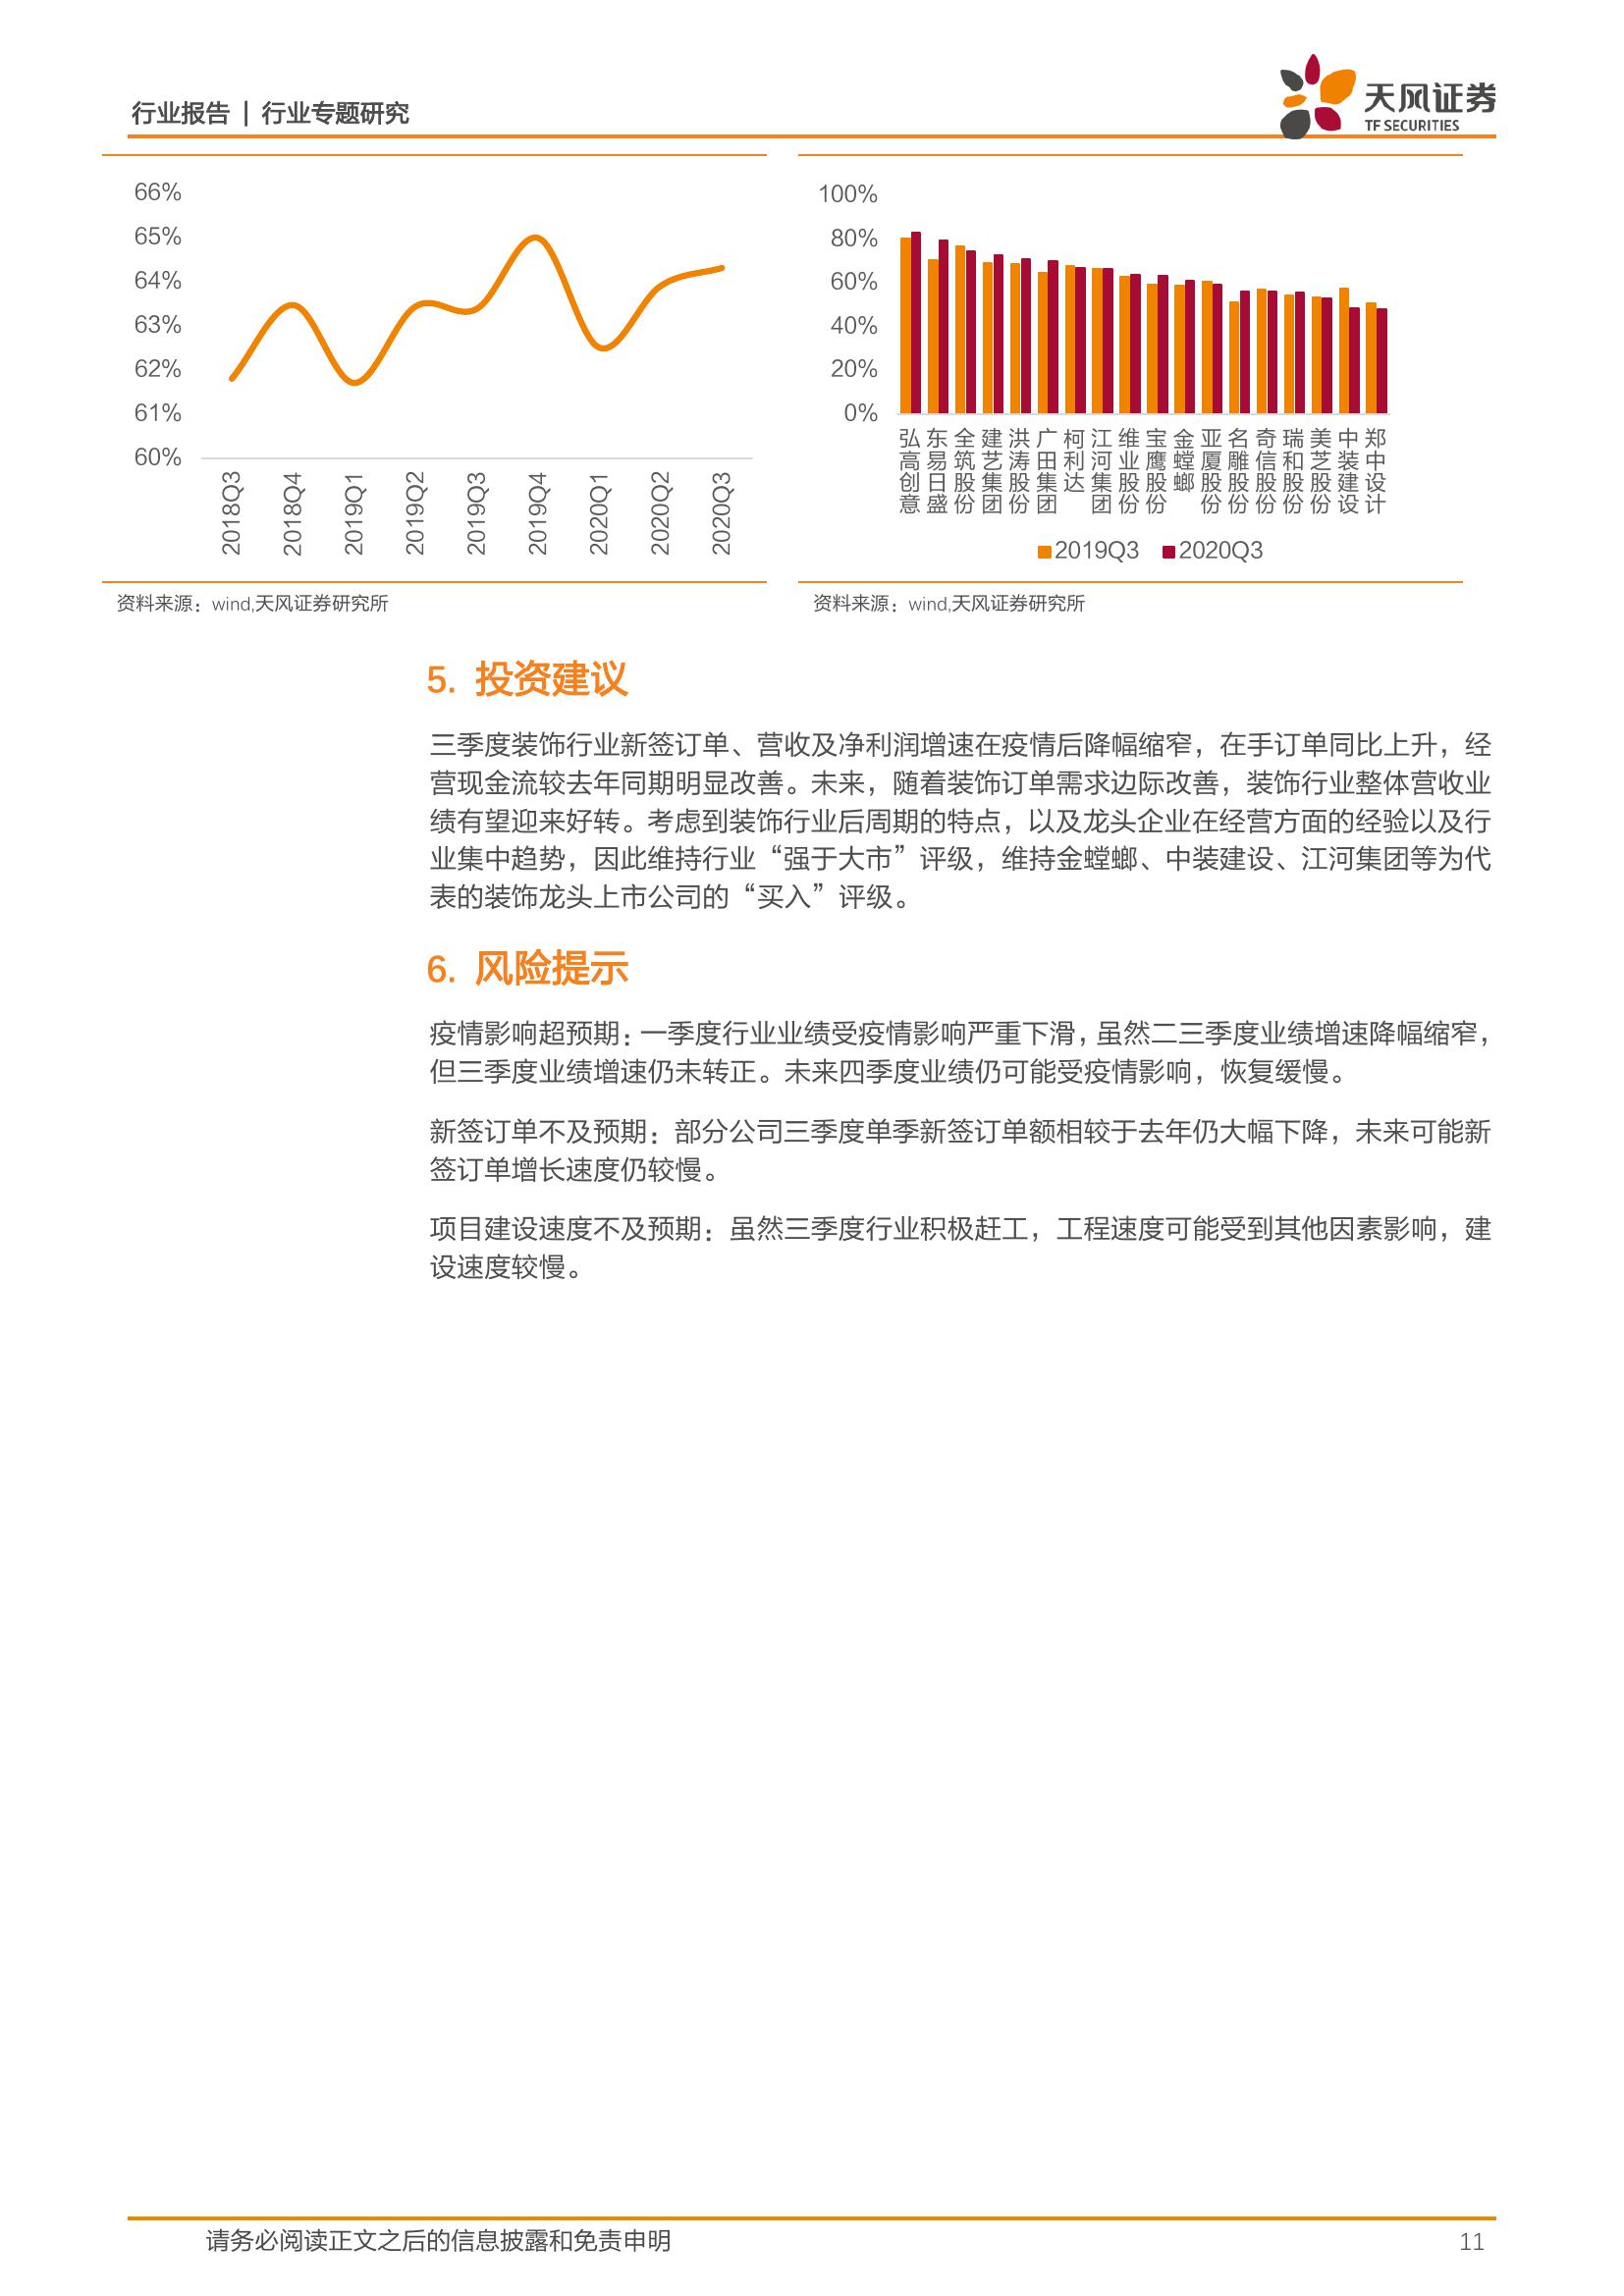 行业报告 | 行业专题研究
天风证券
TF SECURITIES
66%
65%
64%
63%
62%
61%
60%
2018Q3
2018Q4
2019Q1
2019Q2
2019Q3
2019Q4
2020Q1
2020Q2
2020Q3
100%
80%
60%
40%
20%
0%
弘高创意
东易日盛
全筑股份
建艺集团
洪涛股份
广田集团
柯利达
江河集团
维业股份
宝鹰股份
金螳螂
亚厦股份
名雕股份
奇信股份
瑞和股份
美芝股份
中装建设
郑中设计
2019Q3 2020Q3
资料来源：wind,天风证券研究所
资料来源：wind,天风证券研究所
5. 投资建议
三季度装饰行业新签订单、营收及净利润增速在疫情后降幅缩窄，在手订单同比上升，经
营现金流较去年同期明显改善。未来，随着装饰订单需求边际改善，装饰行业整体营收业
绩有望迎来好转。考虑到装饰行业后周期的特点，以及龙头企业在经营方面的经验以及行
业集中趋势，因此维持行业“强于大市”评级，维持金螳螂、中装建设、江河集团等为代
表的装饰龙头上市公司的“买入”评级。
6. 风险提示
疫情影响超预期：一季度行业业绩受疫情影响严重下滑，虽然二三季度业绩增速降幅缩窄，
但三季度业绩增速仍未转正。未来四季度业绩仍可能受疫情影响，恢复缓慢。
新签订单不及预期：部分公司三季度单季新签订单额相较于去年仍大幅下降，未来可能新
签订单增长速度仍较慢。
项目建设速度不及预期：虽然三季度行业积极赶工，工程速度可能受到其他因素影响，建
设速度较慢。
请务必阅读正文之后的信息披露和免责申明
11